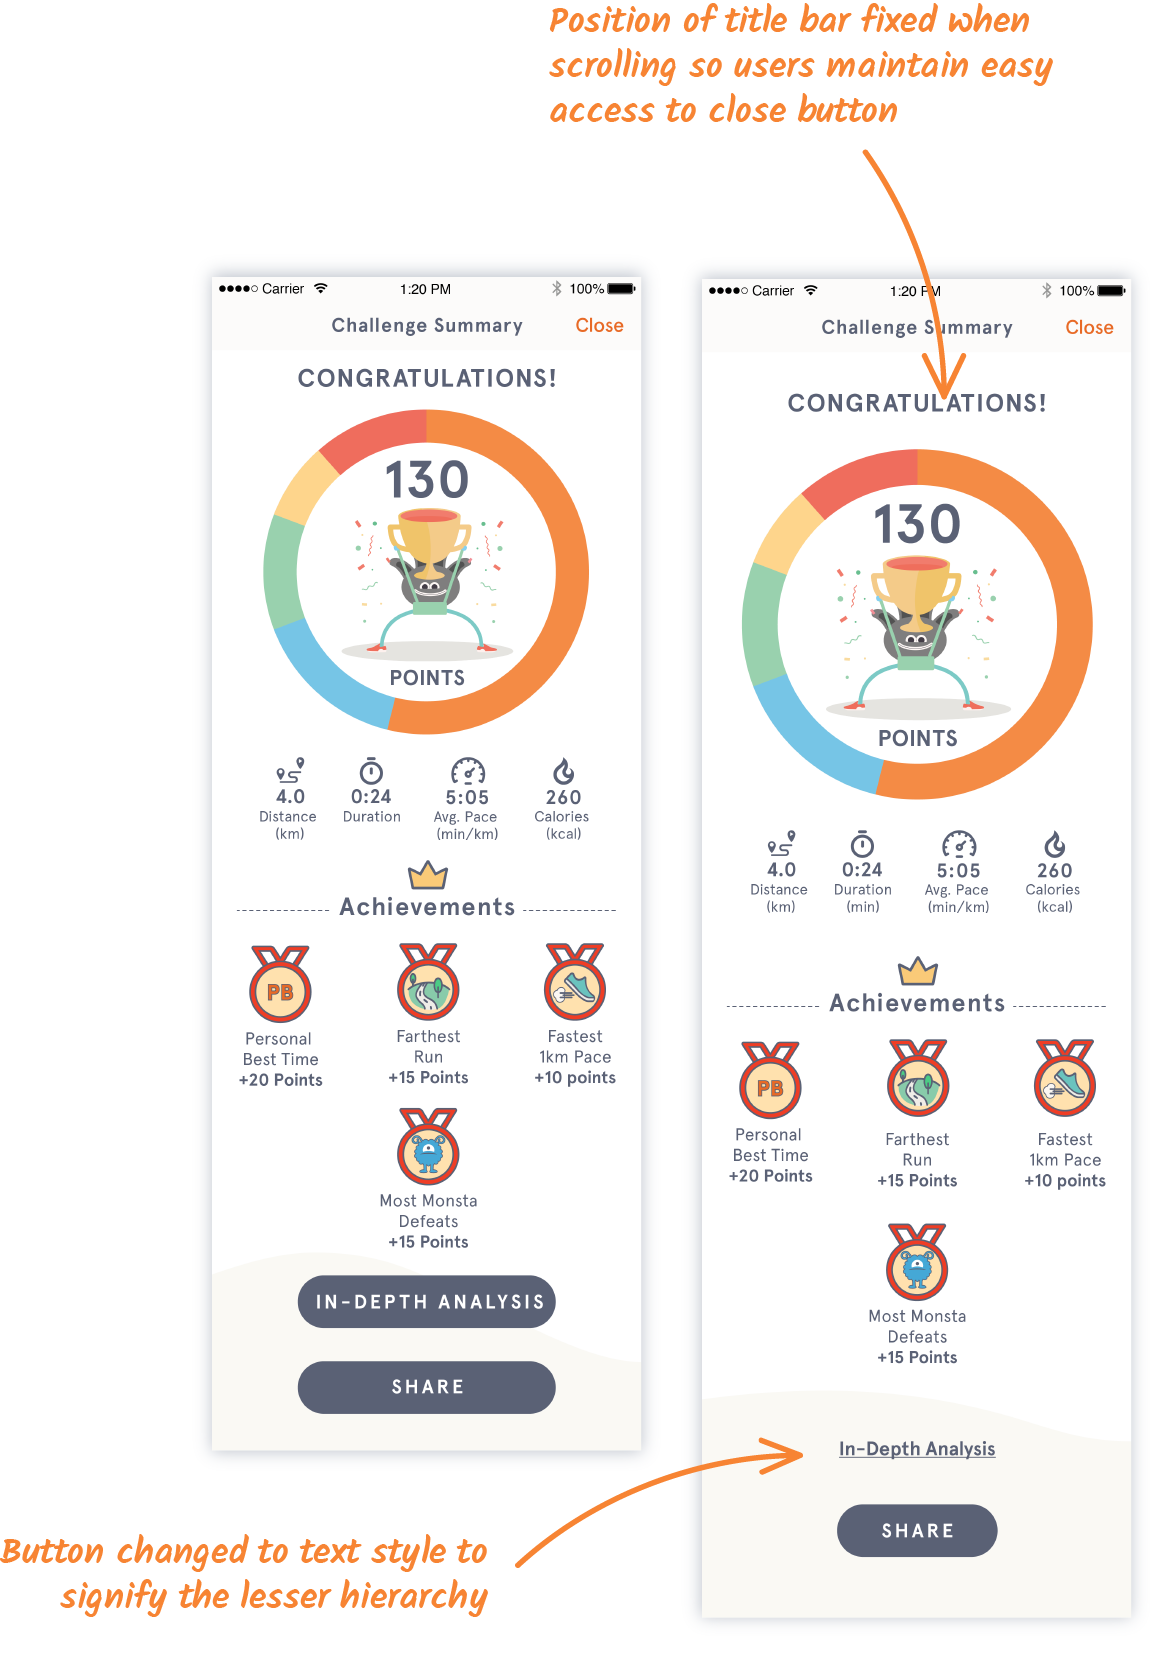 Position of title bar fixed when
scrolling so users maintain easy
access to close button
Carrier 1:20 PM 100%
Challenge Summary Close
CONGRATULATIONS!
130
POINTS
4.0 0:24 5:05 260
Distance Duration Avg. Pace Calories
(km) (min/km) (kcal)
Achievements
PB
Personal Farthest Fastest
Best Time Run 1km Pace
+20 Points +15 Points +10 points
Most Monsta
Defeats
+15 Points
IN-DEPTH ANALYSIS
SHARE
Carrier 1:20 PM 100%
Challenge Summary Close
CONGRATULATIONS!
130
POINTS
4.0 0:24 5:05 260
Distance Duration Avg. Pace Calories
(km) (min) (min/km) (kcal)
Achievements
PB
Personal Farthest Fastest
Best Time Run 1km Pace
+20 Points +15 Points +10 points
Most Monsta
Defeats
+15 Points
In-Depth Analysis
SHARE
Button changed to text style to
signify the lesser hierarchy